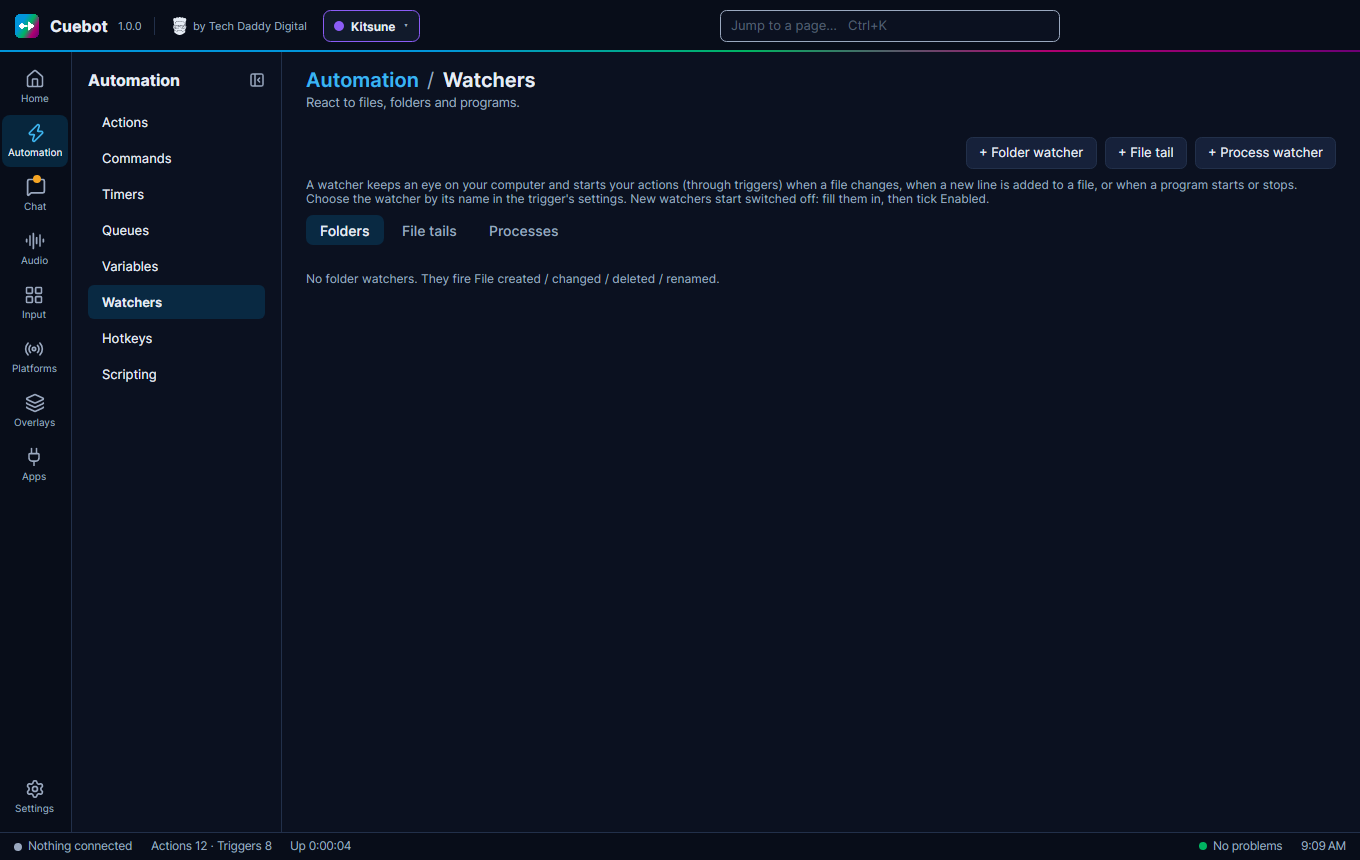 Cuebot 1.0.0 by Tech Daddy Digital Kitsune
Jump to a page... Ctrl+K
Home
Automation
Chat
Audio
Input
Platforms
Overlays
Apps
Settings
Automation
Actions
Commands
Timers
Queues
Variables
Watchers
Hotkeys
Scripting
Automation / Watchers
React to files, folders and programs.
+ Folder watcher + File tail + Process watcher
A watcher keeps an eye on your computer and starts your actions (through triggers) when a file changes, when a new line is added to a file, or when a program starts or stops.
Choose the watcher by its name in the trigger's settings. New watchers start switched off: fill them in, then tick Enabled.
Folders File tails Processes
No folder watchers. They fire File created / changed / deleted / renamed.
Nothing connected Actions 12 · Triggers 8 Up 0:00:04 No problems 9:09 AM